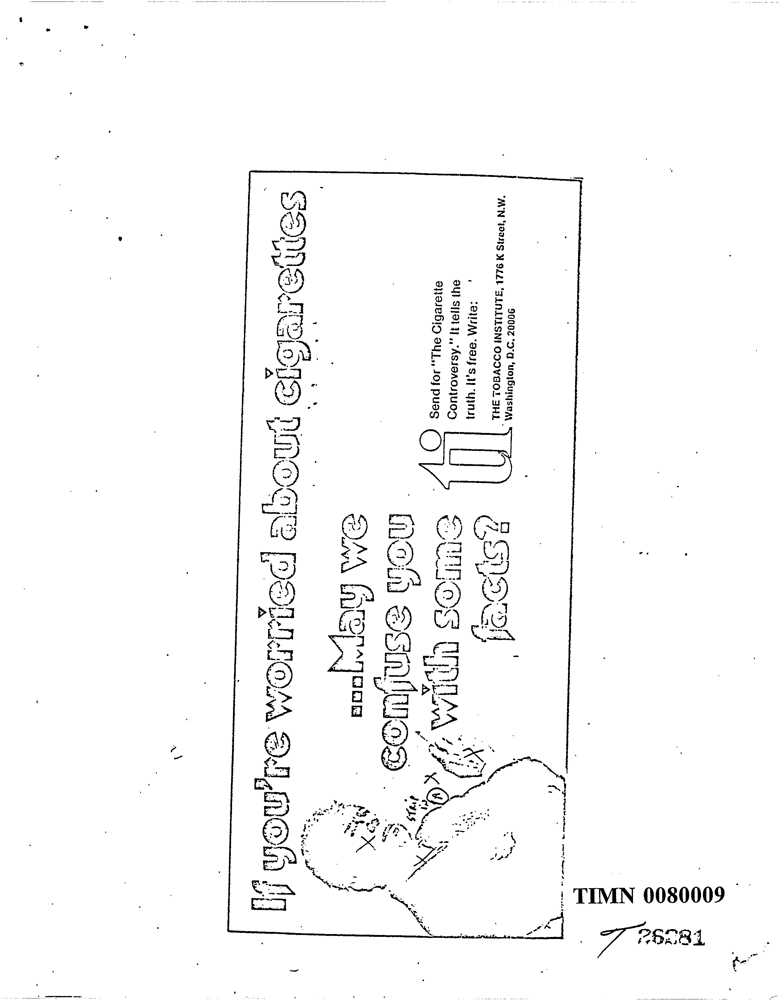 If you're worried about cigarettes
...May we
confuse you
with some
facts?
ti
Send for "The Cigarette
Controversy." It tells the
truth. It's free. Write:
THE TOBACCO INSTITUTE, 1776 K Street, N.W.
Washington, D.C. 20006
TIMN 0080009